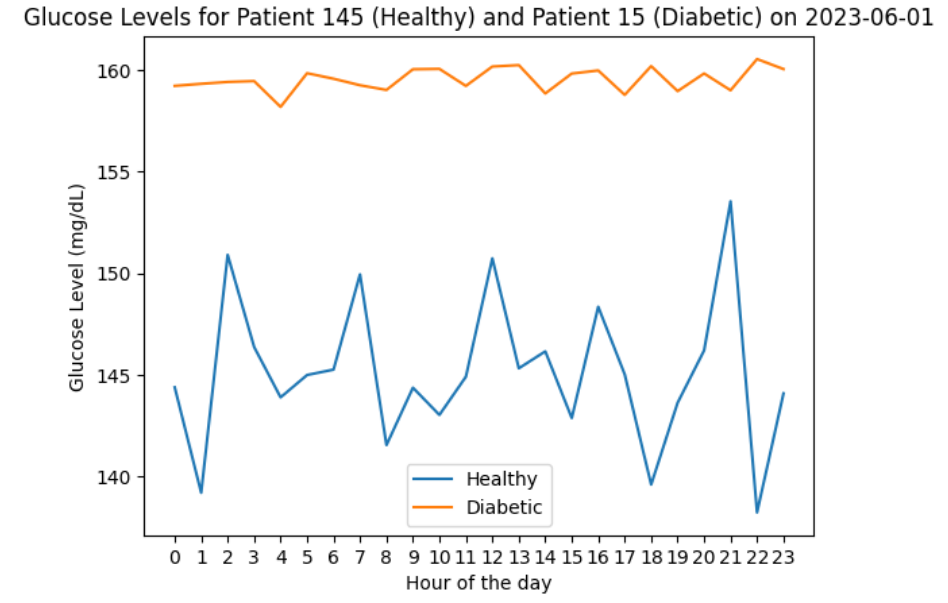 Glucose Levels for Patient 145 (Healthy) and Patient 15 (Diabetic) on 2023-06-01
Glucose Level (mg/dL)
160
155
150
145
140
Healthy
Diabetic
0 1 2 3 4 5 6 7 8 9 10 11 12 13 14 15 16 17 18 19 20 21 22 23
Hour of the day